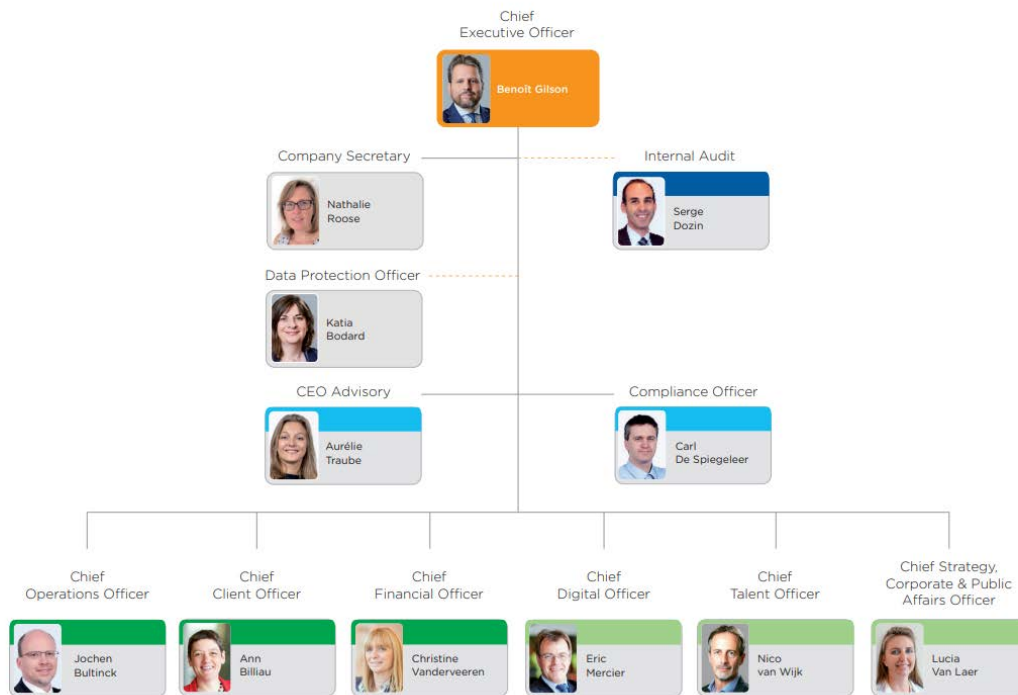 Chief
Executive Officer
Benoît Gilson
Company Secretary
Internal Audit
Nathalie
Roose
Serge
Dozin
Data Protection Officer
Katia
Bodard
CEO Advisory
Compliance Officer
Aurélie
Traube
Carl
De Spiegeleer
Chief
Operations Officer
Chief
Client Officer
Chief
Financial Officer
Chief
Digital Officer
Chief
Talent Officer
Chief Strategy,
Corporate & Public
Affairs Officer
Jochen
Bultinck
Ann
Billiau
Christine
Vanderveeren
Eric
Mercier
Nico
van Wijk
Lucia
Van Laer